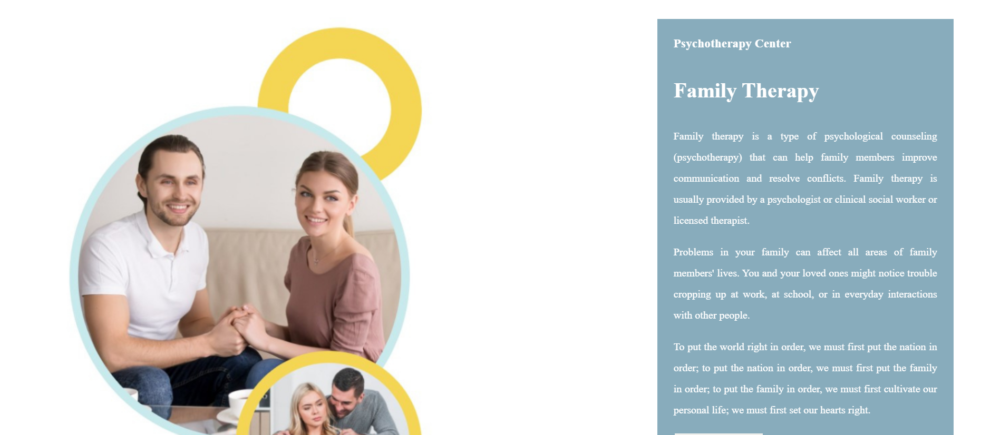 Psychotherapy Center
Family Therapy
Family therapy is a type of psychological counseling
(psychotherapy) that can help family members improve
communication and resolve conflicts. Family therapy is
usually provided by a psychologist or clinical social worker or
licensed therapist.
Problems in your family can affect all areas of family
members' lives. You and your loved ones might notice trouble
cropping up at work, at school, or in everyday interactions
with other people.
To put the world right in order, we must first put the nation in
order; to put the nation in order, we must first put the family
in order; to put the family in order, we must first cultivate our
personal life; we must first set our hearts right.